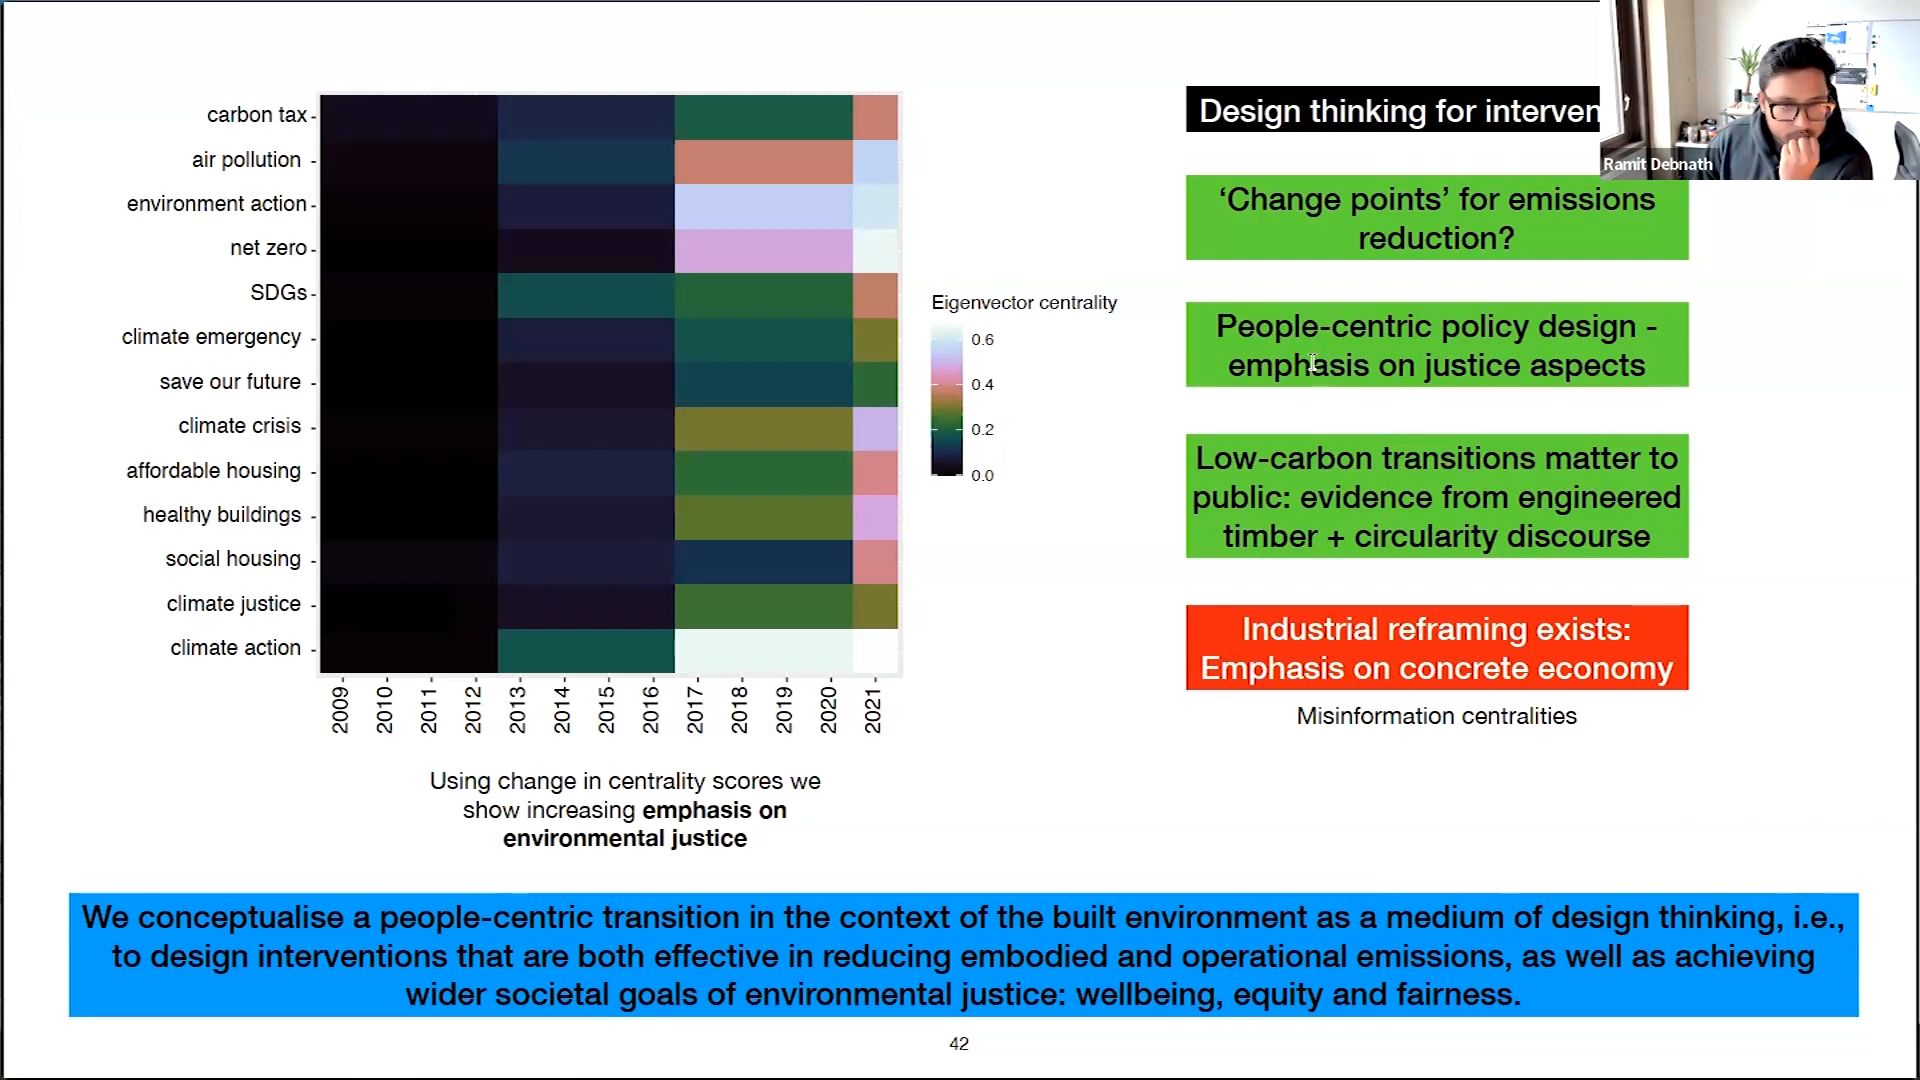 carbon tax
air pollution
environment action
net zero
SDGs
climate emergency
save our future
climate crisis
affordable housing
healthy buildings
social housing
climate justice
climate action
2009
2010
2011
2012
2013
2014
2015
2016
2017
2018
2019
2020
2021
Eigenvector centrality
0.6
0.4
0.2
0.0
Using change in centrality scores we
show increasing emphasis on
environmental justice
Design thinking for
Ramit Debnath
‘Change points’ for emissions
reduction?
People-centric policy design -
emphasis on justice aspects
Low-carbon transitions matter to
public: evidence from engineered
timber + circularity discourse
Industrial reframing exists:
Emphasis on concrete economy
Misinformation centralities
We conceptualise a people-centric transition in the context of the built environment as a medium of design thinking, i.e.,
to design interventions that are both effective in reducing embodied and operational emissions, as well as achieving
wider societal goals of environmental justice: wellbeing, equity and fairness.
42